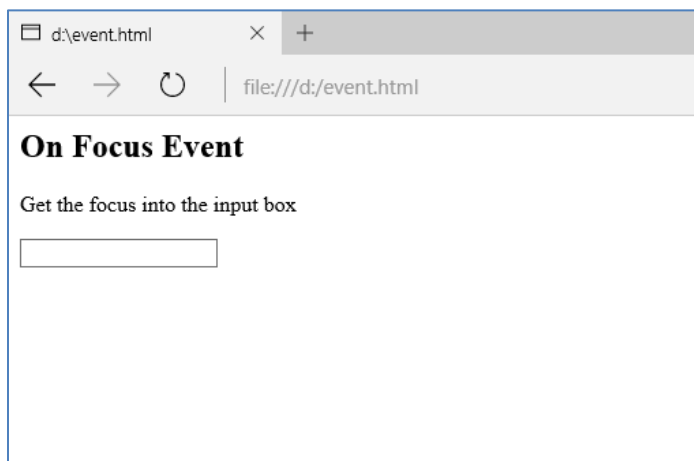 d:\event.html
file:///d:/event.html
On Focus Event
Get the focus into the input box